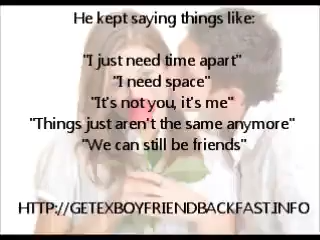 He kept saying things like:
"I just need time apart"
"I need space"
"It's not you, it's me"
"Things just aren't the same anymore"
"We can still be friends"
HTTP://GETEXBOYFRIENDBACKFAST.INFO